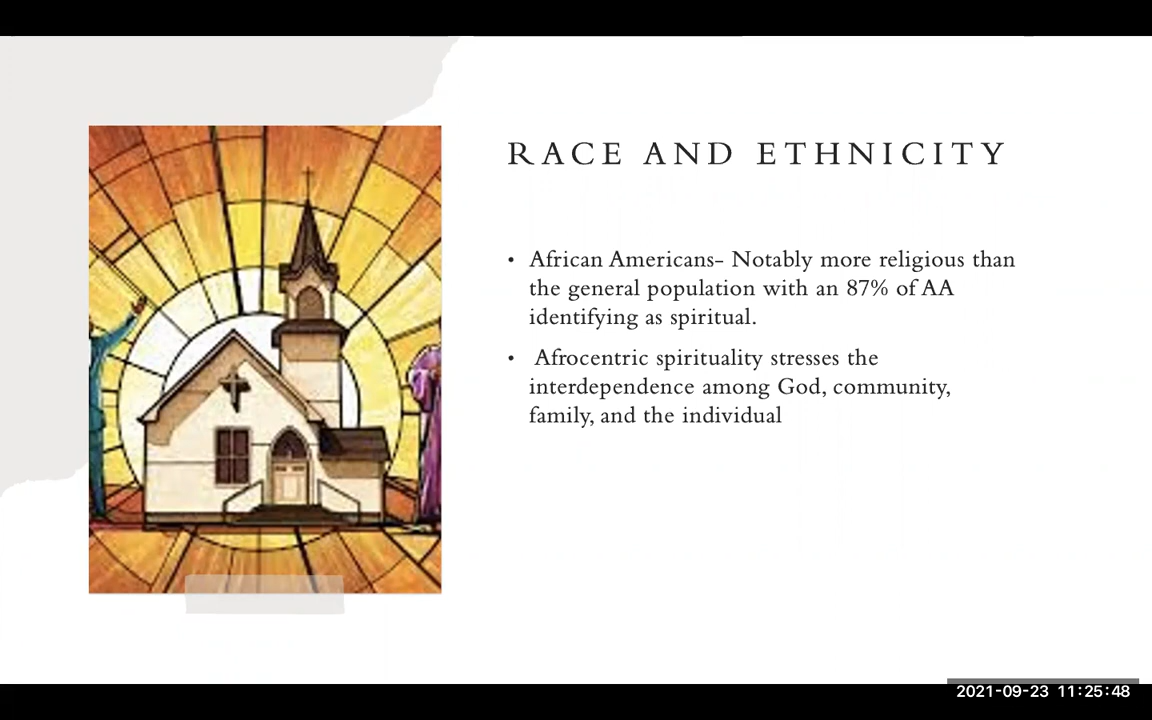 RACE AND ETHNICITY
• African Americans– Notably more religious than
the general population with an 87% of AA
identifying as spiritual.
• Afrocentric spirituality stresses the
interdependence among God, community,
family, and the individual
2021-09-23 11:25:48